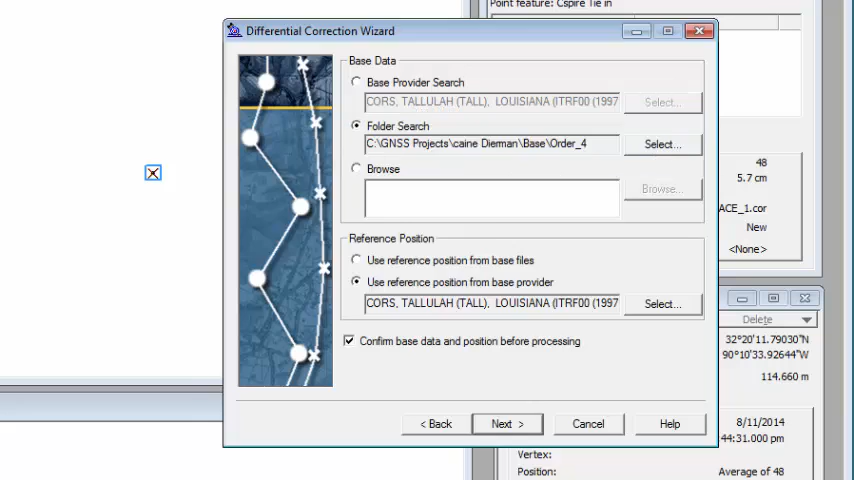 Point feature: Cspire Tie in
Differential Correction Wizard
Base Data
Base Provider Search
CORS, TALLULAH (TALL), LOUISIANA (ITRF00 (1997
Select...
Folder Search
C:\GNSS Projects\caine Dierman\Base\Order_4
Select...
Browse
Browse...
Reference Position
Use reference position from base files
Use reference position from base provider
CORS, TALLULAH (TALL), LOUISIANA (ITRF00 (1997
Select...
Confirm base data and position before processing
< Back
Next >
Cancel
Help
48
5.7 cm
ACE_1.cor
New
<None>
Delete
32°20'11.79030"N
90°10'33.92644"W
114.660 m
8/11/2014
44:31.000 pm
Vertex:
Position:
Average of 48